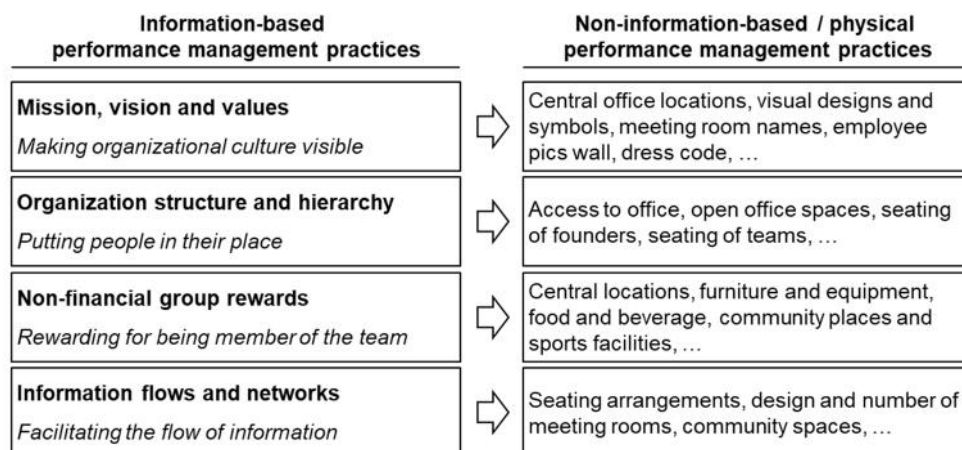 Information-based
performance management practices
Non-information-based / physical
performance management practices
Mission, vision and values
Making organizational culture visible
Central office locations, visual designs and
symbols, meeting room names, employee
pics wall, dress code, …
Organization structure and hierarchy
Putting people in their place
Access to office, open office spaces, seating
of founders, seating of teams, …
Non-financial group rewards
Rewarding for being member of the team
Central locations, furniture and equipment,
food and beverage, community places and
sports facilities, …
Information flows and networks
Facilitating the flow of information
Seating arrangements, design and number of
meeting rooms, community spaces, …